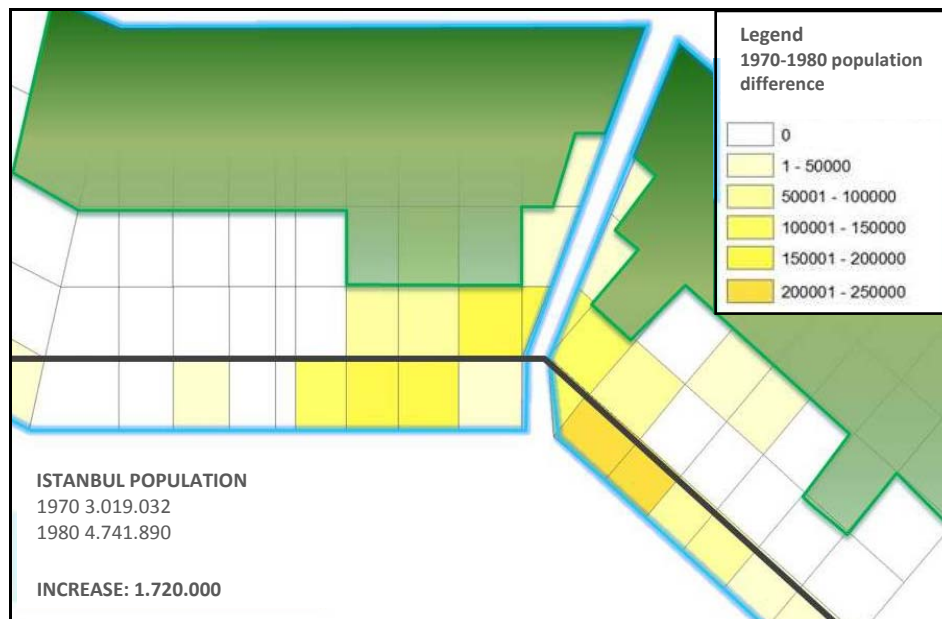 Legend
1970-1980 population
difference
0
1 - 50000
50001 - 100000
100001 - 150000
150001 - 200000
200001 - 250000
ISTANBUL POPULATION
1970 3.019.032
1980 4.741.890
INCREASE: 1.720.000